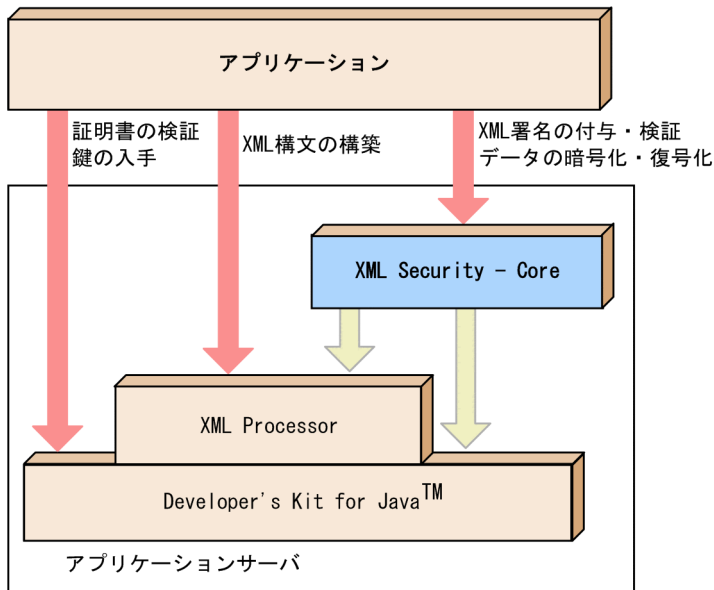 アプリケーション
証明書の検証
鍵の入手
XML構文の構築
XML署名の付与・検証
データの暗号化・復号化
XML Security − Core
XML Processor
Developer's Kit for Java™
アプリケーションサーバ